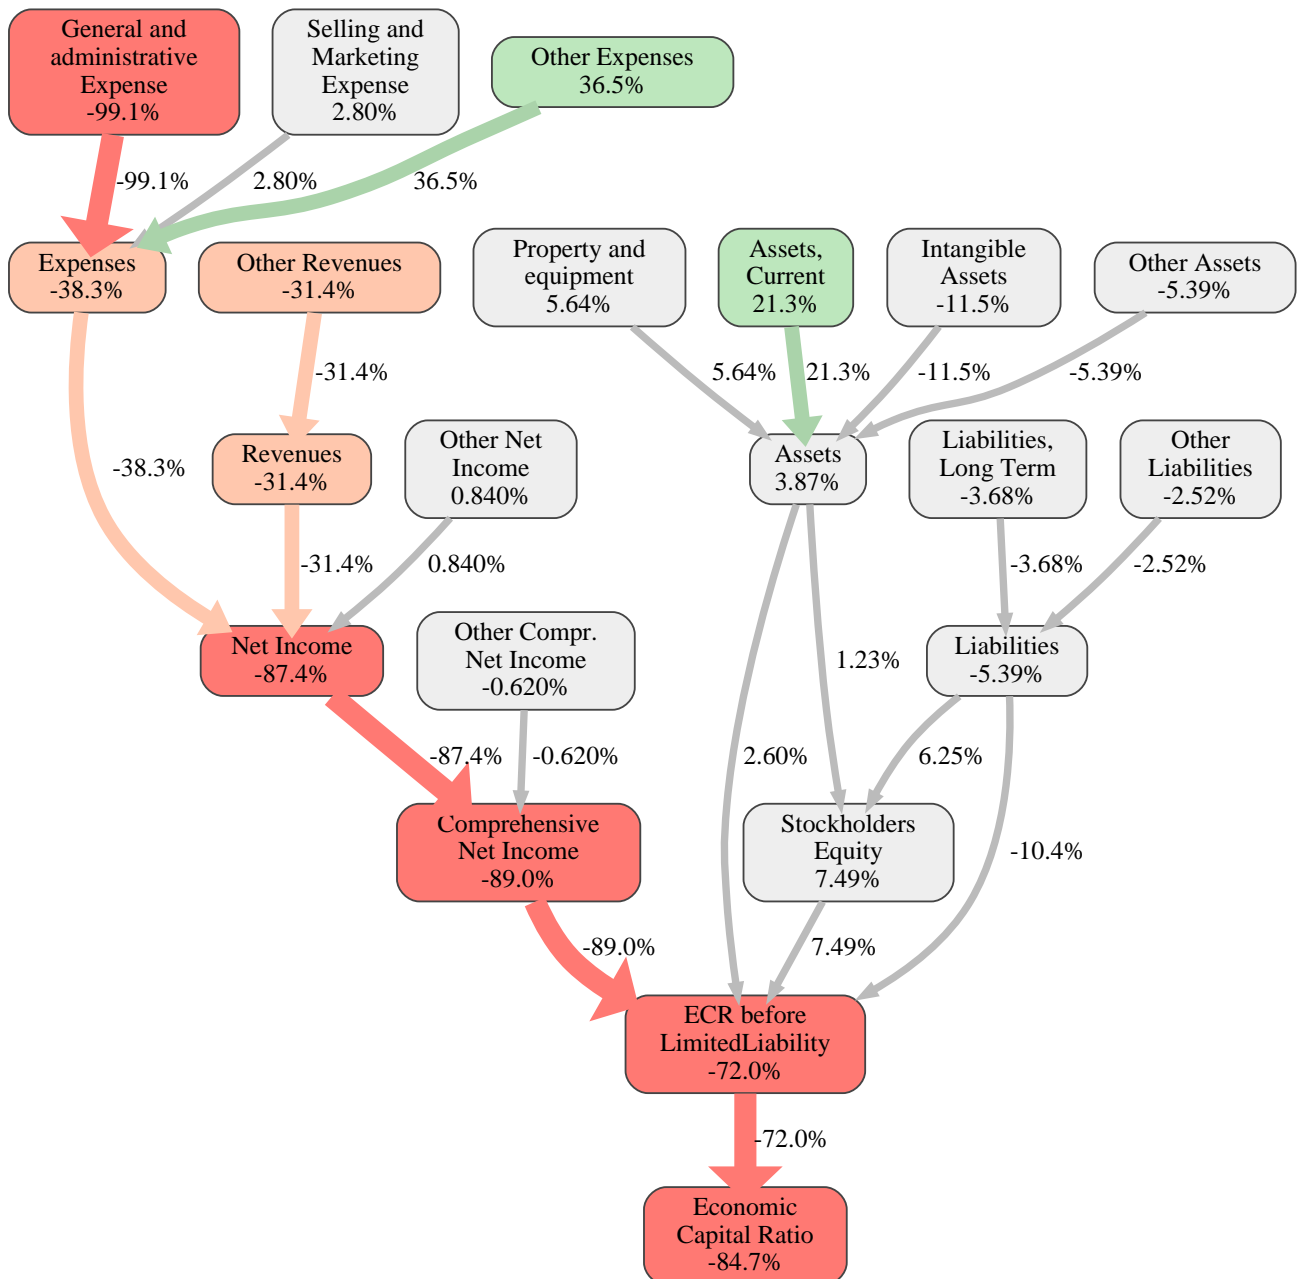 General and
administrative
Expense
-99.1%
Selling and
Marketing
Expense
2.80%
Other Expenses
36.5%
-99.1%
2.80%
36.5%
Expenses
-38.3%
Other Revenues
-31.4%
Property and
equipment
5.64%
Assets,
Current
21.3%
Intangible
Assets
-11.5%
Other Assets
-5.39%
-31.4%
5.64%
21.3%
-11.5%
-5.39%
-38.3%
Revenues
-31.4%
Other Net
Income
0.840%
Assets
3.87%
Liabilities,
Long Term
-3.68%
Other
Liabilities
-2.52%
-31.4%
0.840%
-3.68%
-2.52%
Net Income
-87.4%
Other Compr.
Net Income
-0.620%
1.23%
Liabilities
-5.39%
-87.4%
-0.620%
2.60%
6.25%
Comprehensive
Net Income
-89.0%
Stockholders
Equity
7.49%
-10.4%
-89.0%
7.49%
ECR before
LimitedLiability
-72.0%
-72.0%
Economic
Capital Ratio
-84.7%